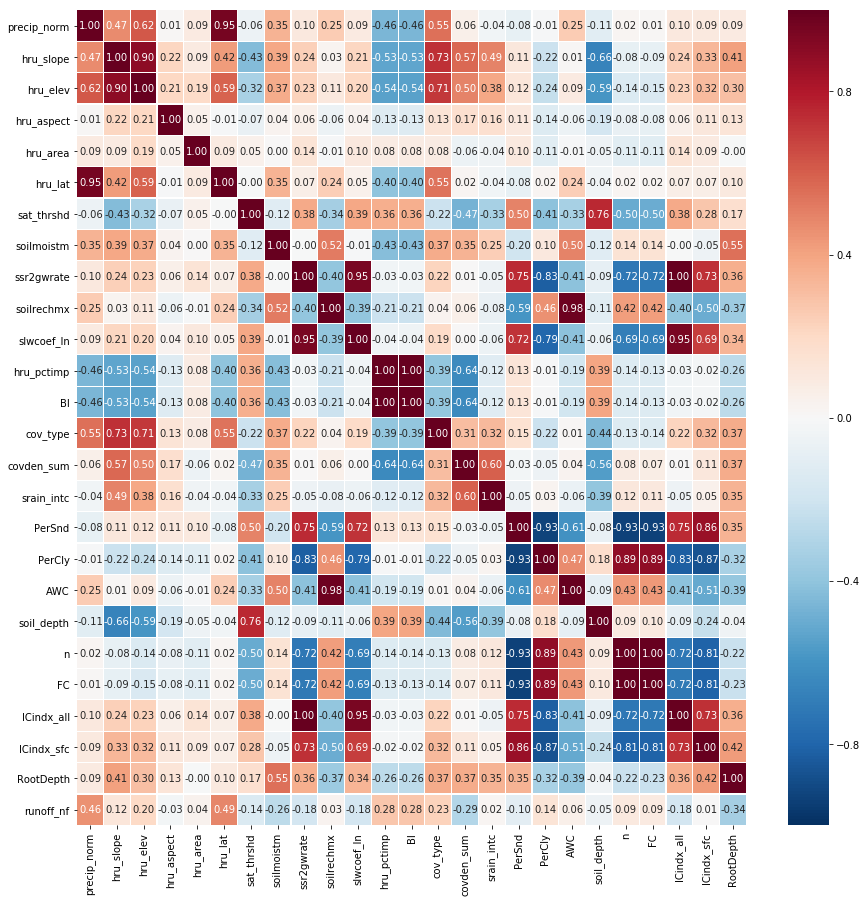 precip_norm 1.00 0.47 0.62 0.01 0.09 0.95 -0.06 0.35 0.10 0.25 0.09 -0.46 -0.46 0.55 0.06 -0.04 -0.08 -0.01 0.25 -0.11 0.02 0.01 0.10 0.09 0.09
hru_slope 0.47 1.00 0.90 0.22 0.09 0.42 -0.43 0.39 0.24 0.03 0.21 -0.53 -0.53 0.73 0.57 0.49 0.11 -0.22 0.01 -0.66 -0.08 -0.09 0.24 0.33 0.41
hru_elev 0.62 0.90 1.00 0.21 0.19 0.59 -0.32 0.37 0.23 0.11 0.20 -0.54 -0.54 0.71 0.50 0.38 0.12 -0.24 0.09 -0.59 -0.14 -0.15 0.23 0.32 0.30
0.8
hru_aspect 0.01 0.22 0.21 1.00 0.05 -0.01 -0.07 0.04 0.06 -0.06 0.04 -0.13 -0.13 0.13 0.17 0.16 0.11 -0.14 -0.06 -0.19 -0.08 -0.08 0.06 0.11 0.13
hru_area 0.09 0.09 0.19 0.05 1.00 0.09 0.05 0.00 0.14 -0.01 0.10 0.08 0.08 0.08 -0.06 -0.04 0.10 -0.11 -0.01 -0.05 -0.11 -0.11 0.14 0.09 -0.00
hru_lat 0.95 0.42 0.59 -0.01 0.09 1.00 -0.00 0.35 0.07 0.24 0.05 -0.40 -0.40 0.55 0.02 -0.04 -0.08 0.02 0.24 -0.04 0.02 0.02 0.07 0.07 0.10
sat_thrshd -0.06 -0.43 -0.32 -0.07 0.05 -0.00 1.00 -0.12 0.38 -0.34 0.39 0.36 0.36 -0.22 -0.47 -0.33 0.50 -0.41 -0.33 0.76 -0.50 -0.50 0.38 0.28 0.17
soilmoistm 0.35 0.39 0.37 0.04 0.00 0.35 -0.12 1.00 -0.00 0.52 -0.01 -0.43 -0.43 0.37 0.35 0.25 -0.20 0.10 0.50 -0.12 0.14 0.14 -0.00 -0.05 0.55
0.4
ssr2gwrate 0.10 0.24 0.23 0.06 0.14 0.07 0.38 -0.00 1.00 -0.40 0.95 -0.03 -0.03 0.22 0.01 -0.05 0.75 -0.83 -0.41 -0.09 -0.72 -0.72 1.00 0.73 0.36
soilrechmx 0.25 0.03 0.11 -0.06 -0.01 0.24 -0.34 0.52 -0.40 1.00 -0.39 -0.21 -0.21 0.04 0.06 -0.08 -0.59 0.46 0.98 -0.11 0.42 0.42 -0.40 -0.50 -0.37
slwcoef_ln 0.09 0.21 0.20 0.04 0.10 0.05 0.39 -0.01 0.95 -0.39 1.00 -0.04 -0.04 0.19 0.00 -0.06 0.72 -0.79 -0.41 -0.06 -0.69 -0.69 0.95 0.69 0.34
hru_pctimp -0.46 -0.53 -0.54 -0.13 0.08 -0.40 0.36 -0.43 -0.03 -0.21 -0.04 1.00 1.00 -0.39 -0.64 -0.12 0.13 -0.01 -0.19 0.39 -0.14 -0.13 -0.03 -0.02 -0.26
BI -0.46 -0.53 -0.54 -0.13 0.08 -0.40 0.36 -0.43 -0.03 -0.21 -0.04 1.00 1.00 -0.39 -0.64 -0.12 0.13 -0.01 -0.19 0.39 -0.14 -0.13 -0.03 -0.02 -0.26
0.0
cov_type 0.55 0.73 0.71 0.13 0.08 0.55 -0.22 0.37 0.22 0.04 0.19 -0.39 -0.39 1.00 0.31 0.32 0.15 -0.22 0.01 -0.44 -0.13 -0.14 0.22 0.32 0.37
covden_sum 0.06 0.57 0.50 0.17 -0.06 0.02 -0.47 0.35 0.01 0.06 0.00 -0.64 -0.64 0.31 1.00 0.60 -0.03 -0.05 0.04 -0.56 0.08 0.07 0.01 0.11 0.37
srain_intc -0.04 0.49 0.38 0.16 -0.04 -0.04 -0.33 0.25 -0.05 -0.08 -0.06 -0.12 -0.12 0.32 0.60 1.00 -0.05 0.03 -0.06 -0.39 0.12 0.11 -0.05 0.05 0.35
PerSnd -0.08 0.11 0.12 0.11 0.10 -0.08 0.50 -0.20 0.75 -0.59 0.72 0.13 0.13 0.15 -0.03 -0.05 1.00 -0.93 -0.61 -0.08 -0.93 -0.93 0.75 0.86 0.35
PerCly -0.01 -0.22 -0.24 -0.14 -0.11 0.02 -0.41 0.10 -0.83 0.46 -0.79 -0.01 -0.01 -0.22 -0.05 0.03 -0.93 1.00 0.47 0.18 0.89 0.89 -0.83 -0.87 -0.32
-0.4
AWC 0.25 0.01 0.09 -0.06 -0.01 0.24 -0.33 0.50 -0.41 0.98 -0.41 -0.19 -0.19 0.01 0.04 -0.06 -0.61 0.47 1.00 -0.09 0.43 0.43 -0.41 -0.51 -0.39
soil_depth -0.11 -0.66 -0.59 -0.19 -0.05 -0.04 0.76 -0.12 -0.09 -0.11 -0.06 0.39 0.39 -0.44 -0.56 -0.39 -0.08 0.18 -0.09 1.00 0.09 0.10 -0.09 -0.24 -0.04
n 0.02 -0.08 -0.14 -0.08 -0.11 0.02 -0.50 0.14 -0.72 0.42 -0.69 -0.14 -0.14 -0.13 0.08 0.12 -0.93 0.89 0.43 0.09 1.00 1.00 -0.72 -0.81 -0.22
FC 0.01 -0.09 -0.15 -0.08 -0.11 0.02 -0.50 0.14 -0.72 0.42 -0.69 -0.13 -0.13 -0.14 0.07 0.11 -0.93 0.89 0.43 0.10 1.00 1.00 -0.72 -0.81 -0.23
ICindx_all 0.10 0.24 0.23 0.06 0.14 0.07 0.38 -0.00 1.00 -0.40 0.95 -0.03 -0.03 0.22 0.01 -0.05 0.75 -0.83 -0.41 -0.09 -0.72 -0.72 1.00 0.73 0.36
ICindx_sfc 0.09 0.33 0.32 0.11 0.09 0.07 0.28 -0.05 0.73 -0.50 0.69 -0.02 -0.02 0.32 0.11 0.05 0.86 -0.87 -0.51 -0.24 -0.81 -0.81 0.73 1.00 0.42
-0.8
RootDepth 0.09 0.41 0.30 0.13 -0.00 0.10 0.17 0.55 0.36 -0.37 0.34 -0.26 -0.26 0.37 0.37 0.35 0.35 -0.32 -0.39 -0.04 -0.22 -0.23 0.36 0.42 1.00
runoff_nf 0.46 0.12 0.20 -0.03 0.04 0.49 -0.14 -0.26 -0.18 0.03 -0.18 0.28 0.28 0.23 -0.29 0.02 -0.10 0.14 0.06 -0.05 0.09 0.09 -0.18 0.01 -0.34
precip_norm hru_slope hru_elev hru_aspect hru_area hru_lat sat_thrshd soilmoistm ssr2gwrate soilrechmx slwcoef_ln hru_pctimp BI cov_type covden_sum srain_intc PerSnd PerCly AWC soil_depth n FC ICindx_all ICindx_sfc RootDepth